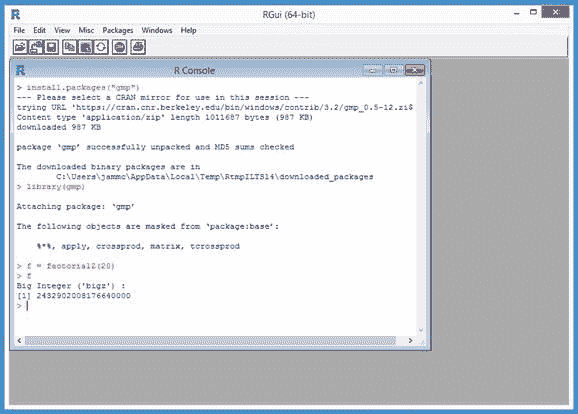 RGui (64-bit)
File Edit View Misc Packages Windows Help
R Console
> install.packages("gmp")
--- Please select a CRAN mirror for use in this session ---
trying URL 'https://cran.cnr.berkeley.edu/bin/windows/contrib/3.2/gmp_0.5-12.zi$
Content type 'application/zip' length 1011687 bytes (987 KB)
downloaded 987 KB
package ‘gmp’ successfully unpacked and MD5 sums checked
The downloaded binary packages are in
C:\Users\jammc\AppData\Local\Temp\RtmpILTS14\downloaded_packages
> library(gmp)
Attaching package: ‘gmp’
The following objects are masked from ‘package:base’:
%*%, apply, crossprod, matrix, tcrossprod
> f = factorialZ(20)
> f
Big Integer ('bigz') :
[1] 2432902008176640000
>